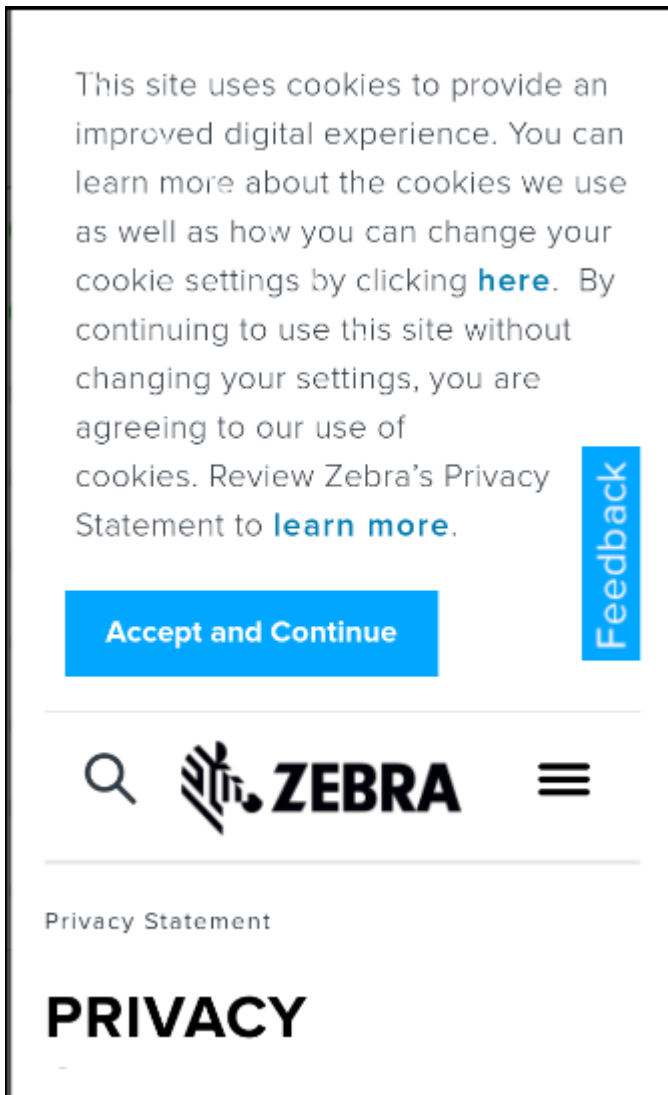 This site uses cookies to provide an
improved digital experience. You can
learn more about the cookies we use
as well as how you can change your
cookie settings by clicking here.  By
continuing to use this site without
changing your settings, you are
agreeing to our use of
cookies. Review Zebra’s Privacy
Statement to learn more.
Feedback
Accept and Continue
ZEBRA
Privacy Statement
PRIVACY